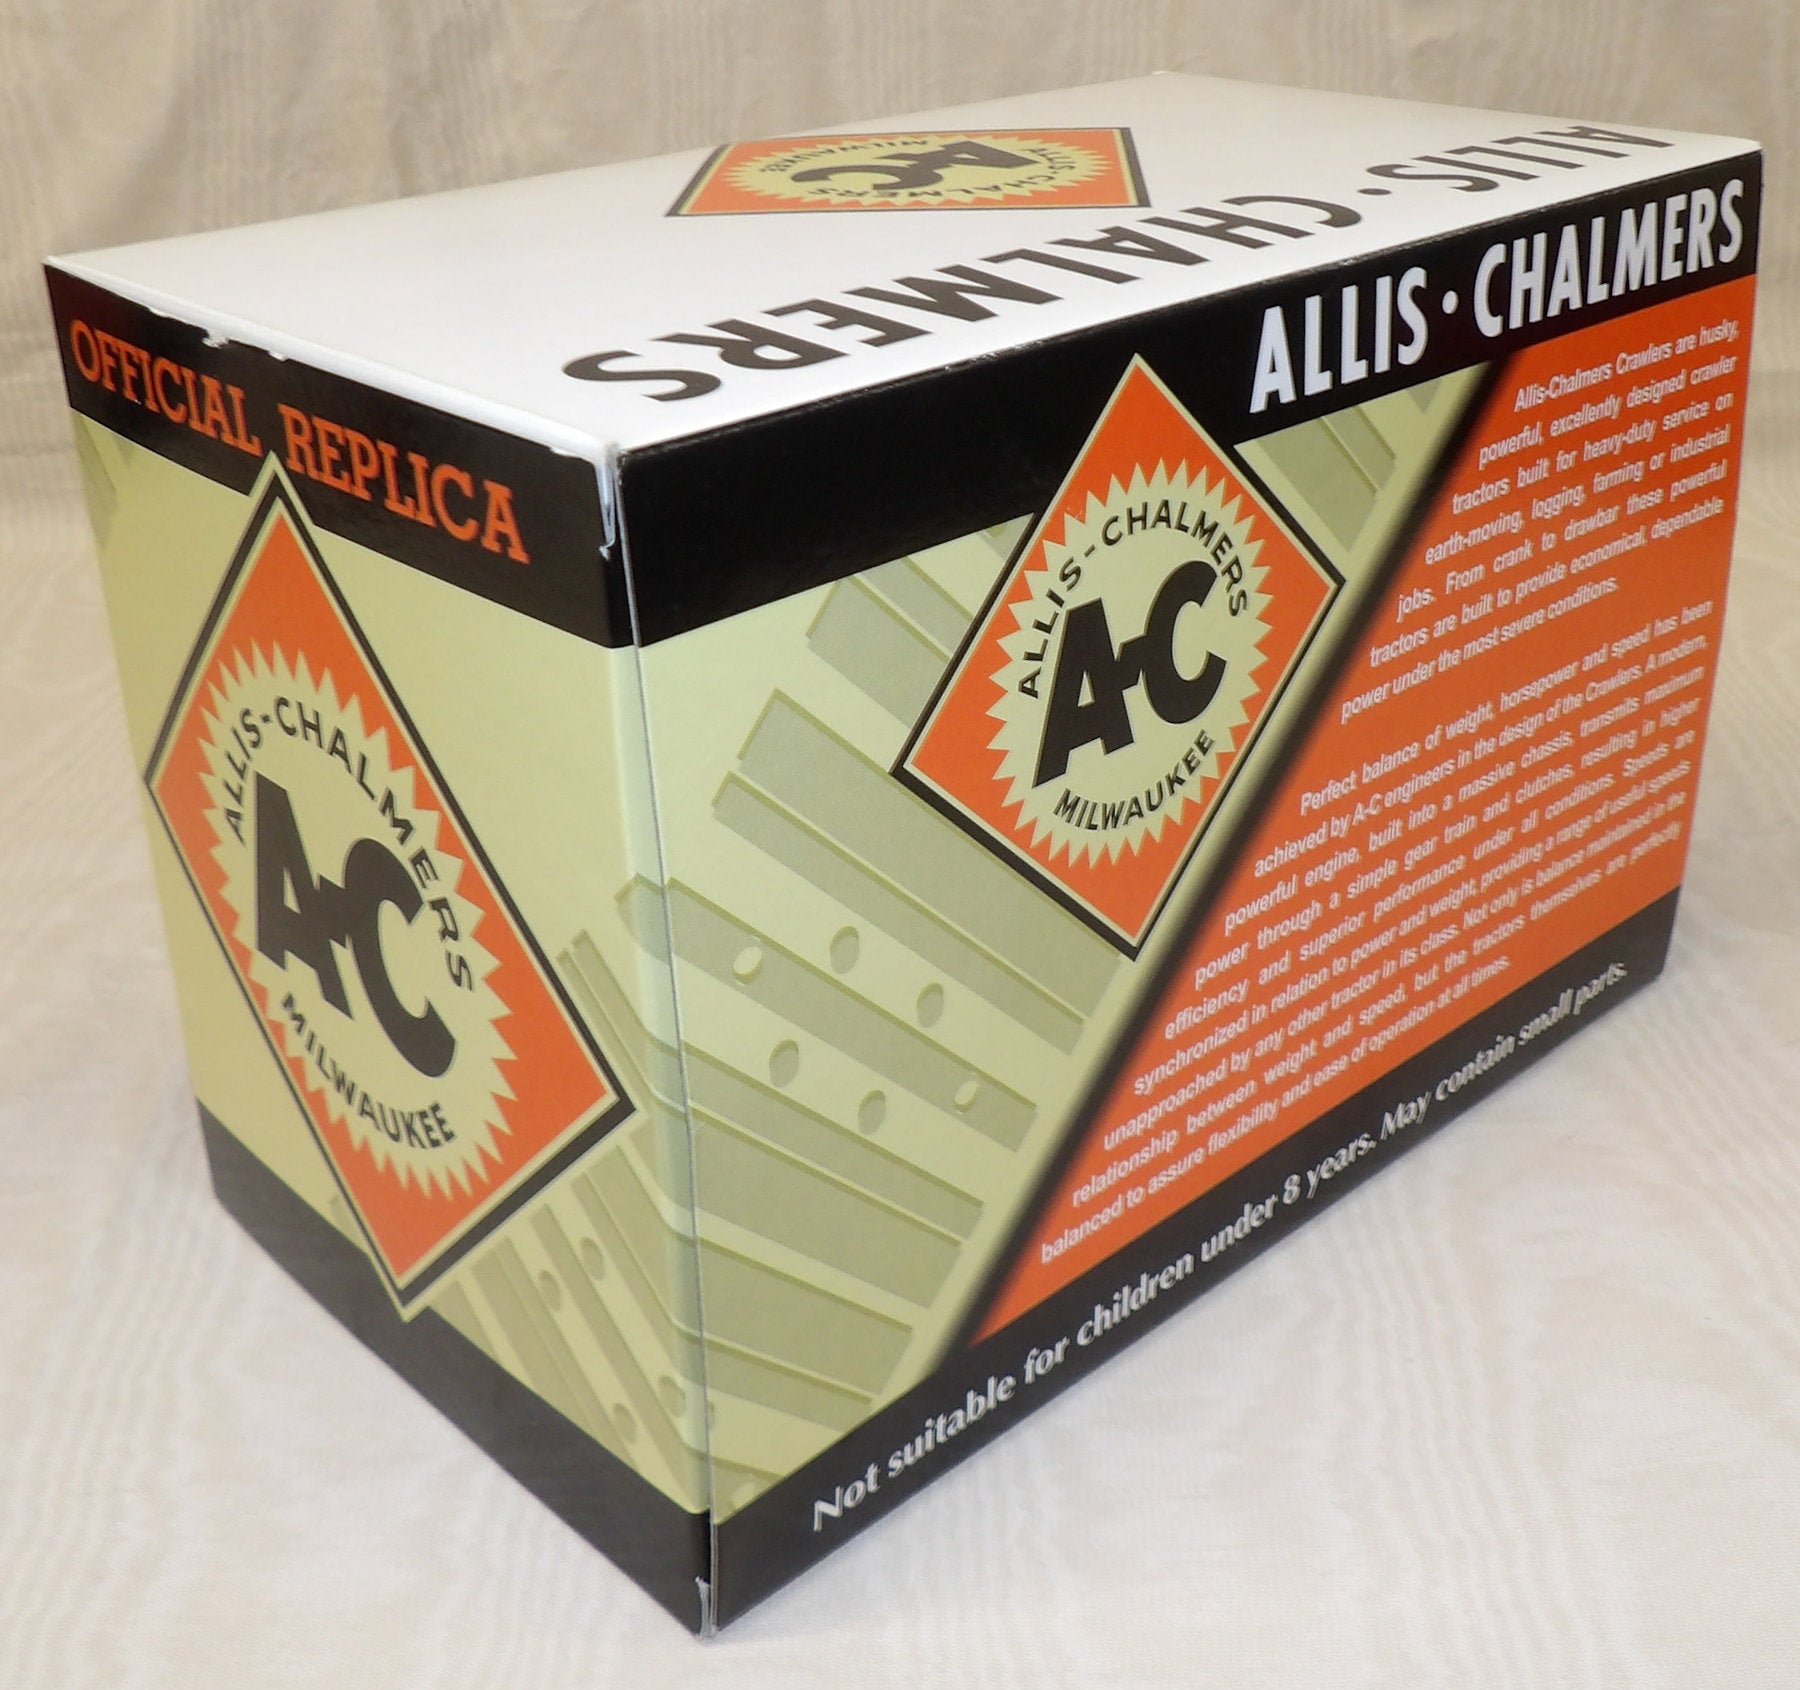 ALLIS-CHALMERS
A-C
MILWAUKEE
ALLIS·CHALMERS
OFFICIAL REPLICA
ALLIS-CHALMERS
A-C
MILWAUKEE
ALLIS·CHALMERS
ALLIS-CHALMERS
A-C
MILWAUKEE
Allis-Chalmers Crawlers are husky,
powerful, excellently designed crawler
tractors built for heavy-duty service on
earth-moving, logging, farming or industrial
jobs. From crank to drawbar these powerful
tractors are built to provide economical, dependable
power under the most severe conditions.
Perfect balance of weight, horsepower and speed has been
achieved by A-C engineers in the design of the Crawlers. A modern,
powerful engine, built into a massive chassis, transmits maximum
power through a simple gear train and clutches, resulting in higher
efficiency and superior performance under all conditions. Speeds are
synchronized in relation to power and weight, providing a range of useful speeds
unapproached by any other tractor in its class. Not only is balance maintained in the
relationship between weight and speed, but the tractors themselves are perfectly
balanced to assure flexibility and ease of operation at all times.
Not suitable for children under 8 years. May contain small parts.